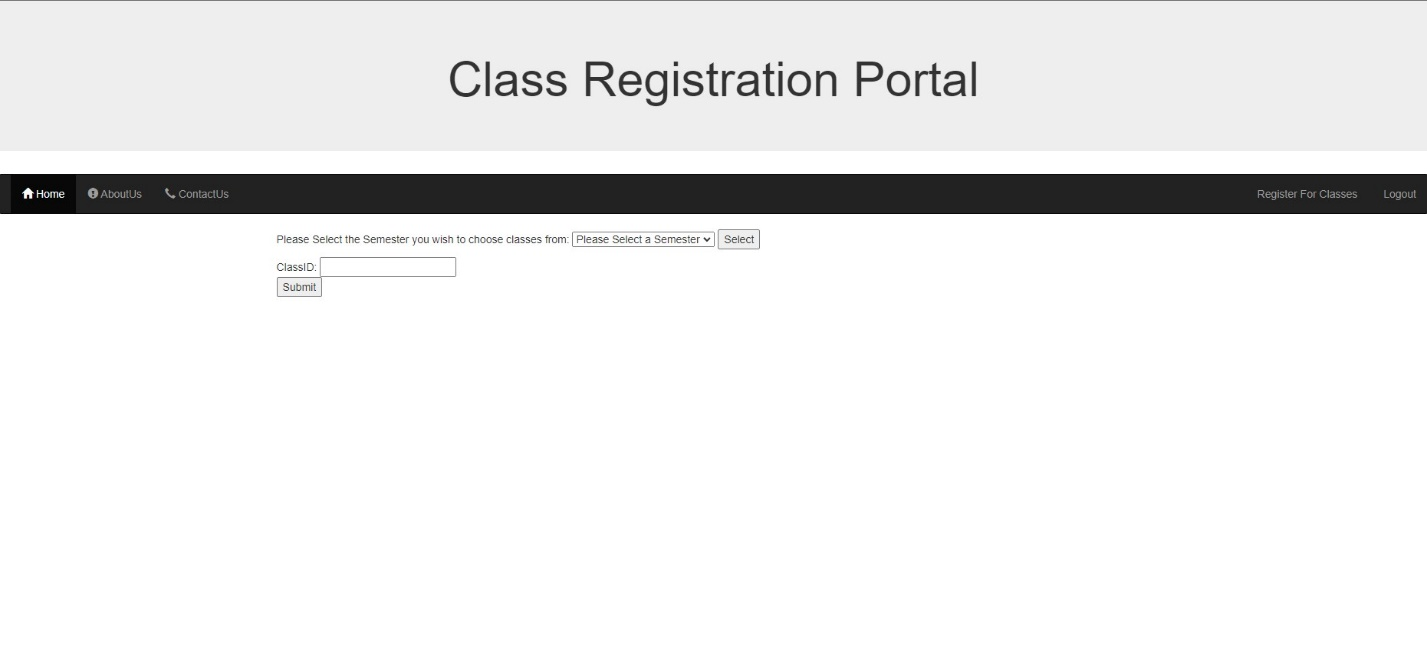 Class Registration Portal
Home AboutUs ContactUs Register For Classes Logout
Please Select the Semester you wish to choose classes from: Please Select a Semester Select
ClassID:
Submit